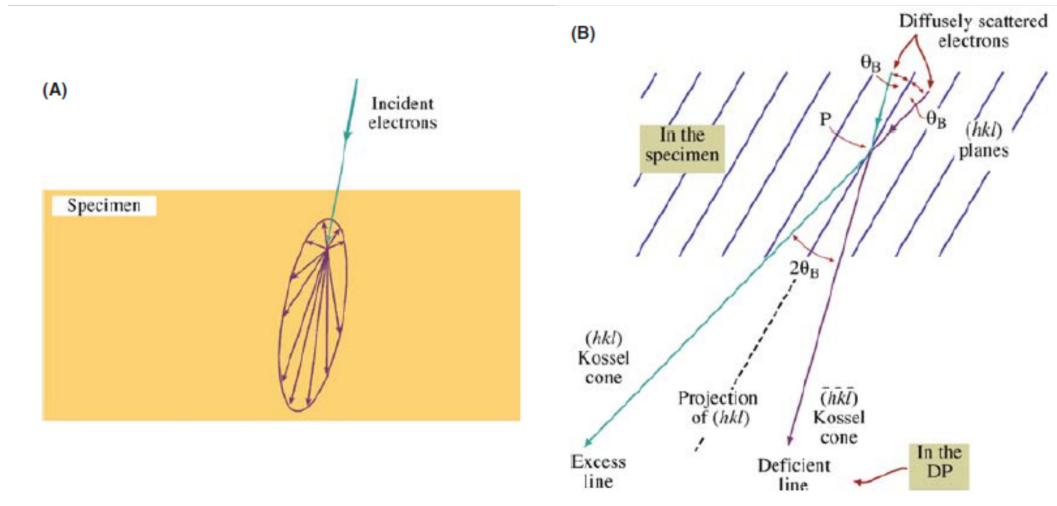 (A)
Incident
electrons
Specimen
(B)
Diffusely scattered
electrons
θB
θB
P
In the
specimen
(hkl)
planes
2θB
(hkl)
Kossel
cone
Projection
of (hkl)
(h̄k̄l̄)
Kossel
cone
Excess
line
Deficient
line
In the
DP